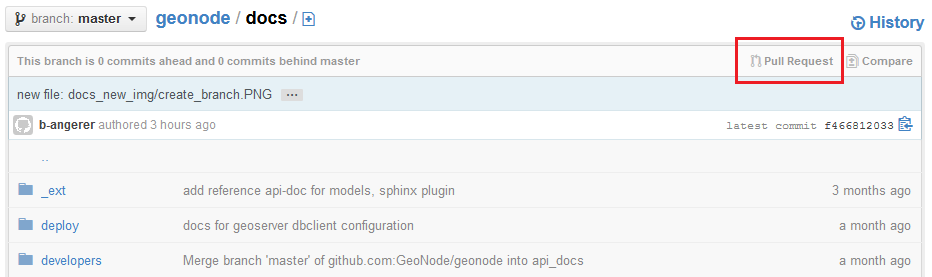 branch: master geonode / docs /
History
This branch is 0 commits ahead and 0 commits behind master Pull Request Compare
new file: docs_new_img/create_branch.PNG ...
b-angerer authored 3 hours ago latest commit f466812033
..
_ext add reference api-doc for models, sphinx plugin 3 months ago
deploy docs for geoserver dbclient configuration a month ago
developers Merge branch 'master' of github.com:GeoNode/geonode into api_docs a month ago